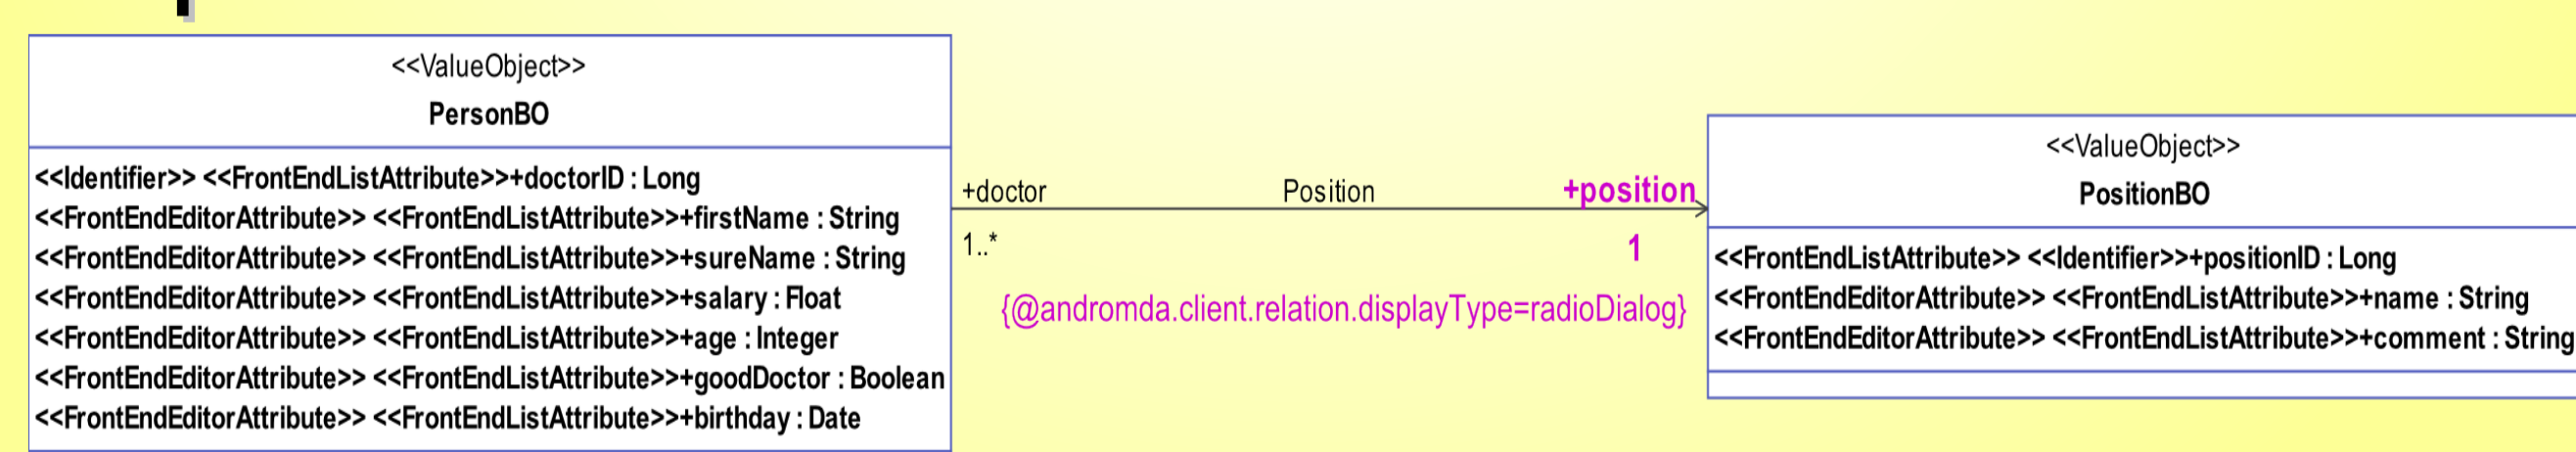 <<ValueObject>>
PersonBO
<<Identifier>> <<FrontEndListAttribute>>+doctorID : Long
<<FrontEndEditorAttribute>> <<FrontEndListAttribute>>+firstName : String
<<FrontEndEditorAttribute>> <<FrontEndListAttribute>>+sureName : String
<<FrontEndEditorAttribute>> <<FrontEndListAttribute>>+salary : Float
<<FrontEndEditorAttribute>> <<FrontEndListAttribute>>+age : Integer
<<FrontEndEditorAttribute>> <<FrontEndListAttribute>>+goodDoctor : Boolean
<<FrontEndEditorAttribute>> <<FrontEndListAttribute>>+birthday : Date
+doctor Position +position
1..* 1
{@andromda.client.relation.displayType=radioDialog}
<<ValueObject>>
PositionBO
<<FrontEndListAttribute>> <<Identifier>>+positionID : Long
<<FrontEndEditorAttribute>> <<FrontEndListAttribute>>+name : String
<<FrontEndEditorAttribute>> <<FrontEndListAttribute>>+comment : String